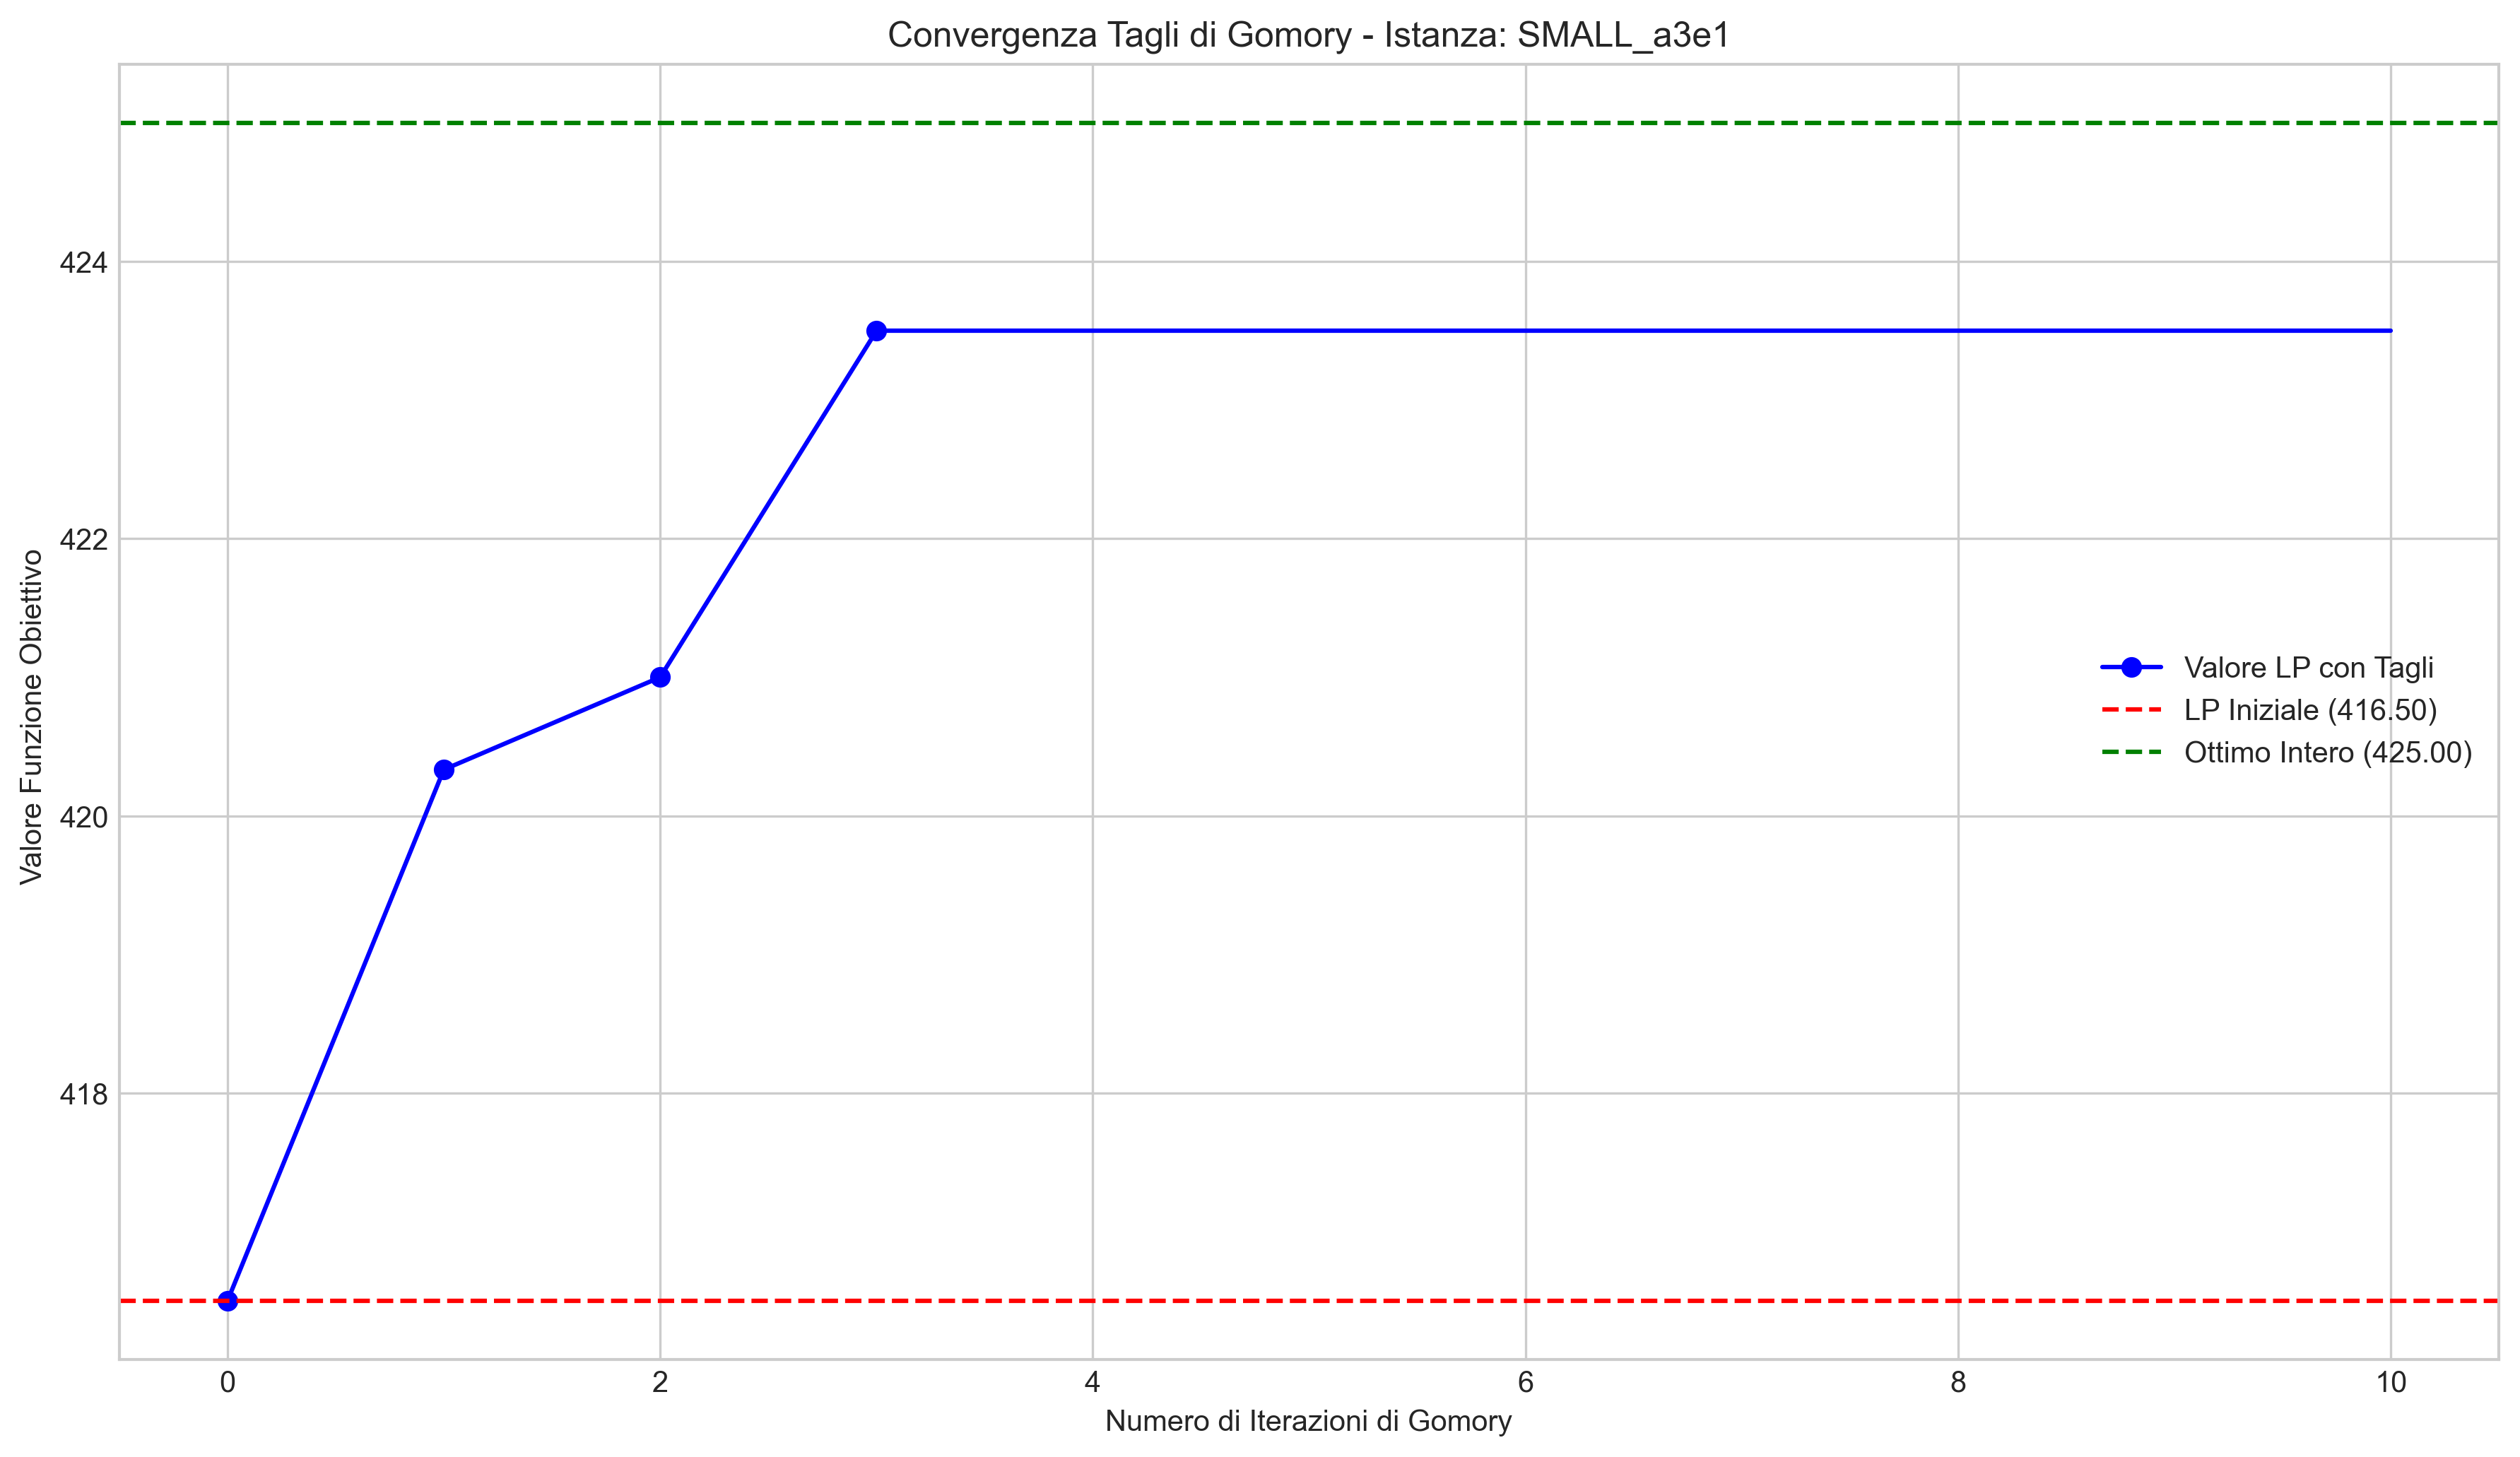 Convergenza Tagli di Gomory - Istanza: SMALL_a3e1
Valore Funzione Obiettivo
424
422
420
418
Valore LP con Tagli
LP Iniziale (416.50)
Ottimo Intero (425.00)
0 2 4 6 8 10
Numero di Iterazioni di Gomory